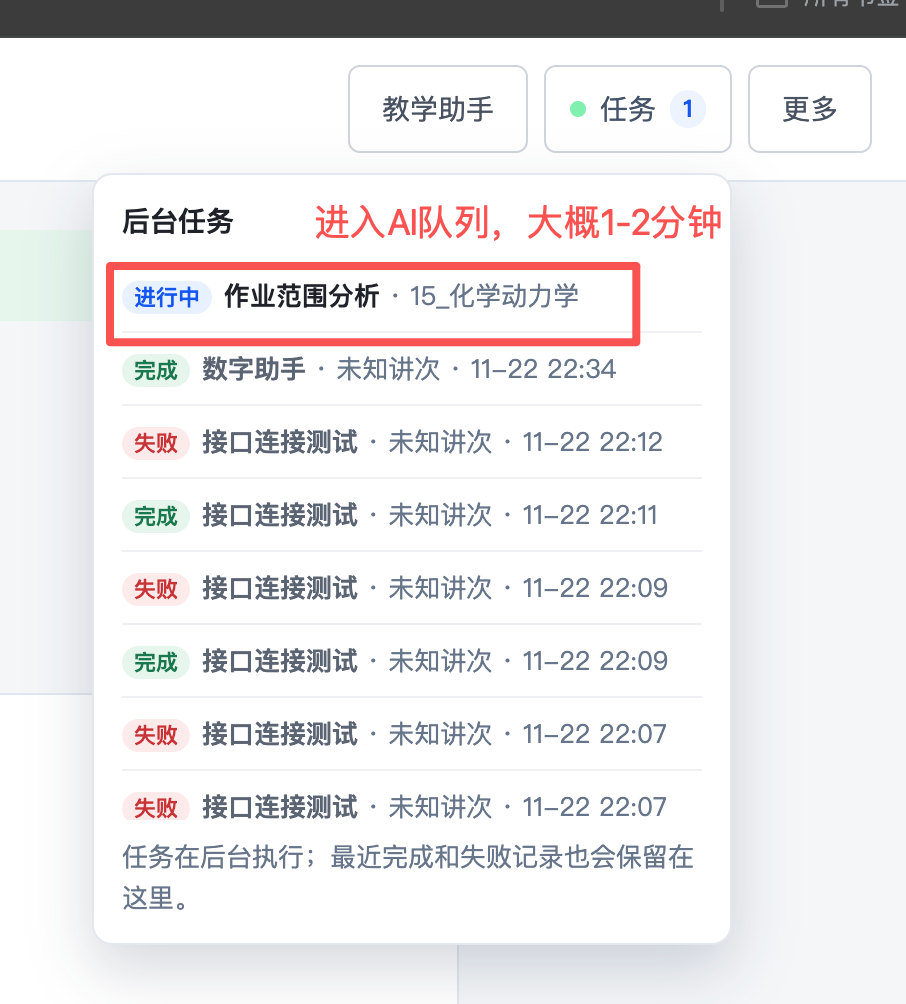 所有书签
教学助手
任务 1
更多
后台任务
进入AI队列，大概1-2分钟
进行中 作业范围分析 · 15_化学动力学
完成 数字助手 · 未知讲次 · 11-22 22:34
失败 接口连接测试 · 未知讲次 · 11-22 22:12
完成 接口连接测试 · 未知讲次 · 11-22 22:11
失败 接口连接测试 · 未知讲次 · 11-22 22:09
完成 接口连接测试 · 未知讲次 · 11-22 22:09
失败 接口连接测试 · 未知讲次 · 11-22 22:07
失败 接口连接测试 · 未知讲次 · 11-22 22:07
任务在后台执行；最近完成和失败记录也会保留在
这里。